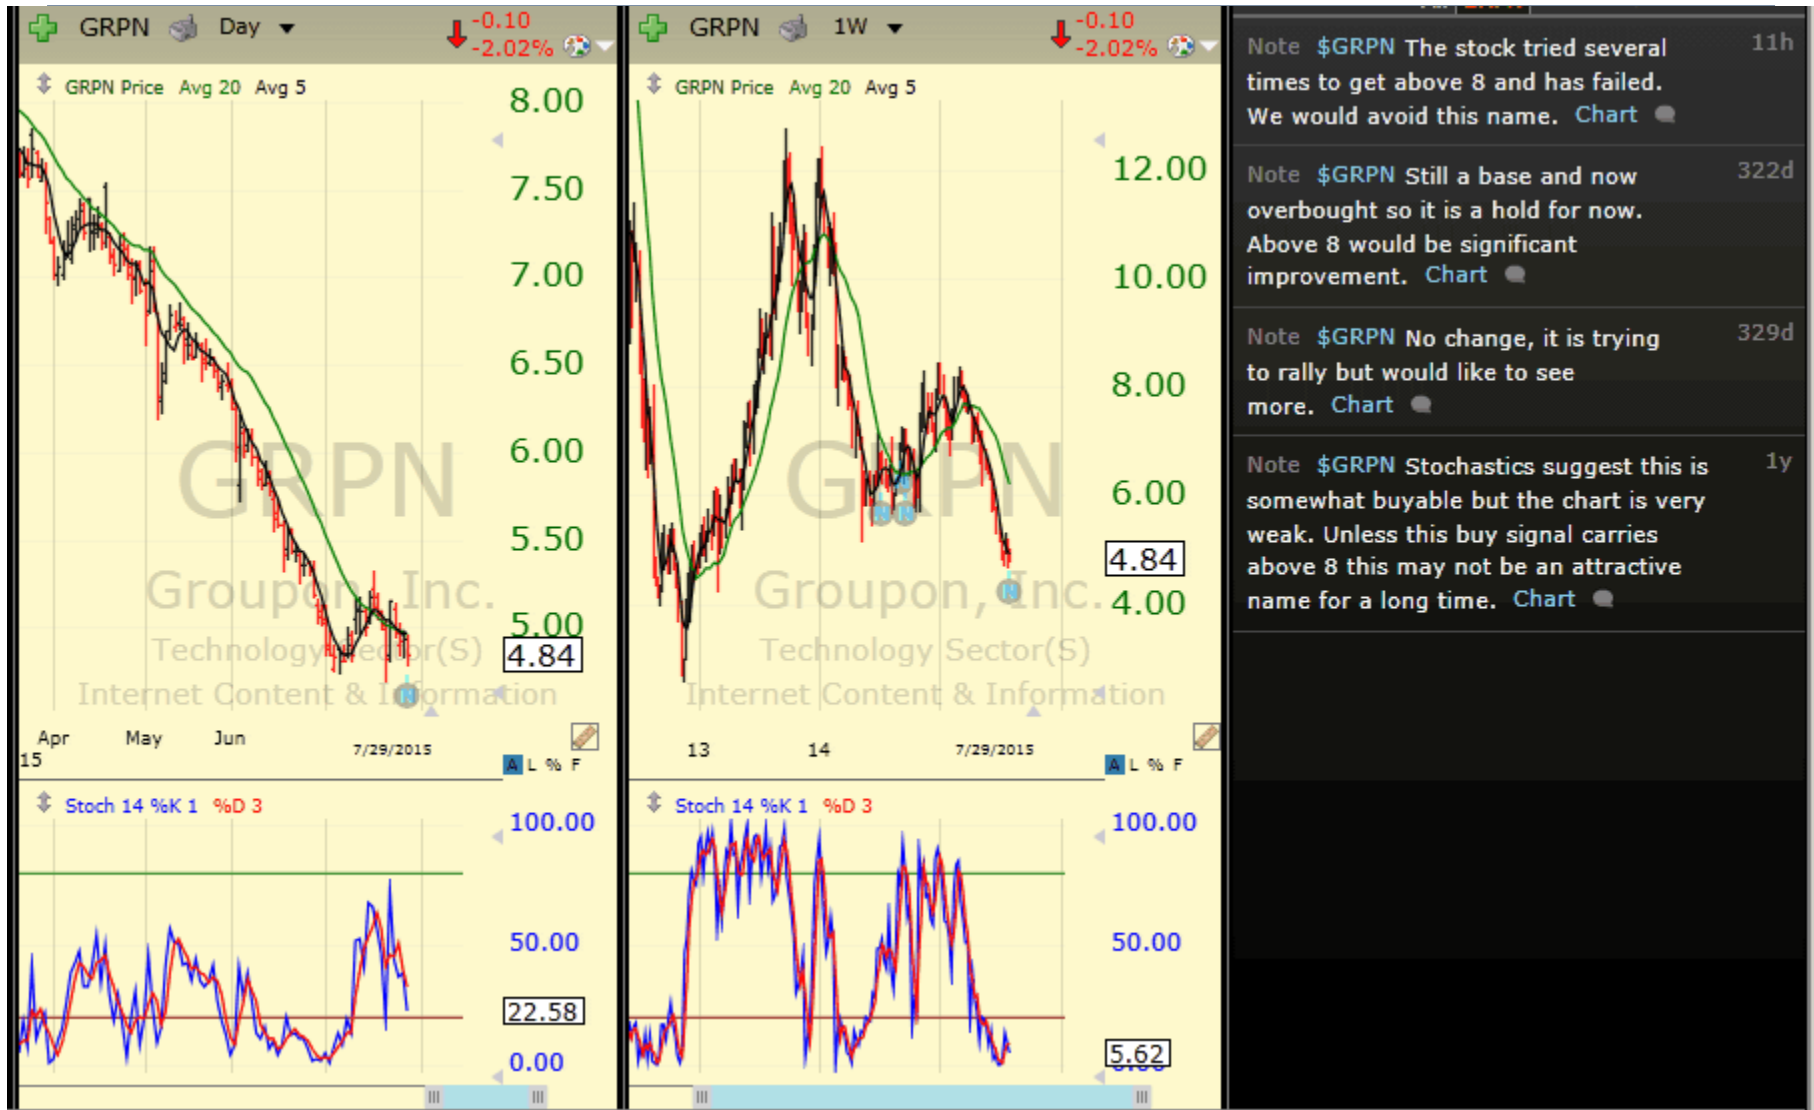 GRPN Day -0.10
-2.02%
GRPN Price Avg 20 Avg 5
8.00
7.50
7.00
6.50
6.00
5.50
5.00
4.84
GRPN
Groupon, Inc.
Technology Sector(S)
Internet Content & Information
N
Apr May Jun 7/29/2015
15
A L % F
Stoch 14 %K 1 %D 3
100.00
50.00
22.58
0.00
GRPN 1W -0.10
-2.02%
GRPN Price Avg 20 Avg 5
12.00
10.00
8.00
6.00
4.84
4.00
GRPN
Groupon, Inc.
Technology Sector(S)
Internet Content & Information
N N
N
13 14 7/29/2015
A L % F
Stoch 14 %K 1 %D 3
100.00
50.00
5.62
Note $GRPN The stock tried several 11h
times to get above 8 and has failed.
We would avoid this name. Chart
Note $GRPN Still a base and now 322d
overbought so it is a hold for now.
Above 8 would be significant
improvement. Chart
Note $GRPN No change, it is trying 329d
to rally but would like to see
more. Chart
Note $GRPN Stochastics suggest this is 1y
somewhat buyable but the chart is very
weak. Unless this buy signal carries
above 8 this may not be an attractive
name for a long time. Chart